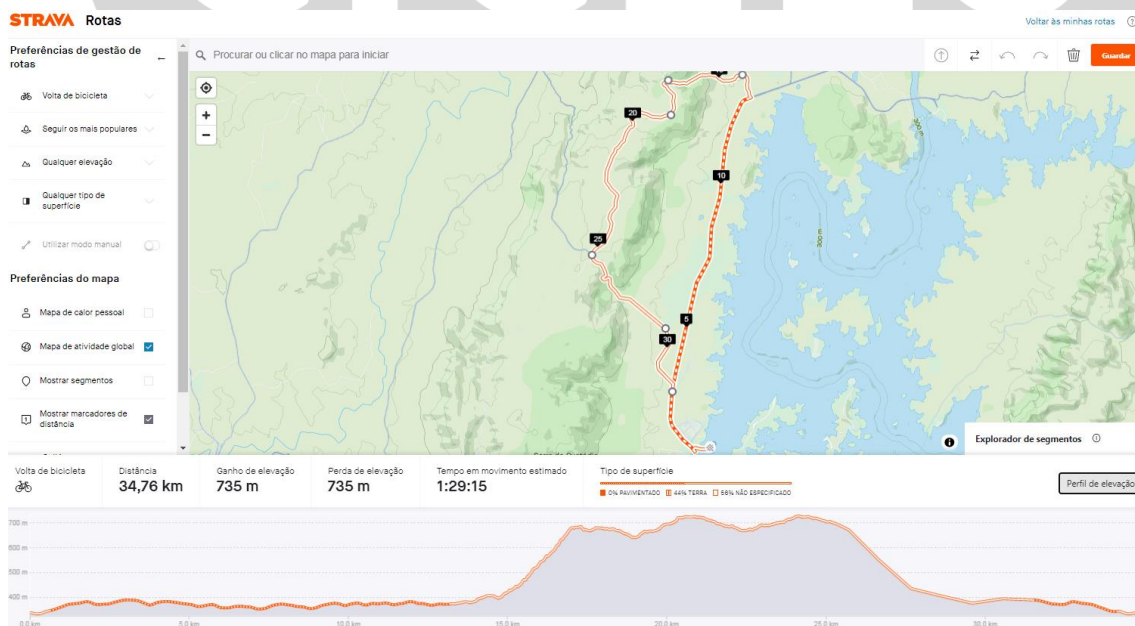 STRAVA Rotas
Voltar às minhas rotas
Preferências de gestão de
rotas
Procurar ou clicar no mapa para iniciar
Guardar
Volta de bicicleta
Seguir os mais populares
Qualquer elevação
Qualquer tipo de
superfície
Utilizar modo manual
Preferências do mapa
Mapa de calor pessoal
Mapa de atividade global
Mostrar segmentos
Mostrar marcadores de
distância
20
10
25
5
30
300 m
300 m
Explorador de segmentos
Volta de bicicleta
Distância
34,76 km
Ganho de elevação
735 m
Perda de elevação
735 m
Tempo em movimento estimado
1:29:15
Tipo de superfície
0% PAVIMENTADO 44% TERRA 56% NÃO ESPECIFICADO
Perfil de elevação
700 m
600 m
500 m
400 m
0.0 km 5.0 km 10.0 km 15.0 km 20.0 km 25.0 km 30.0 km